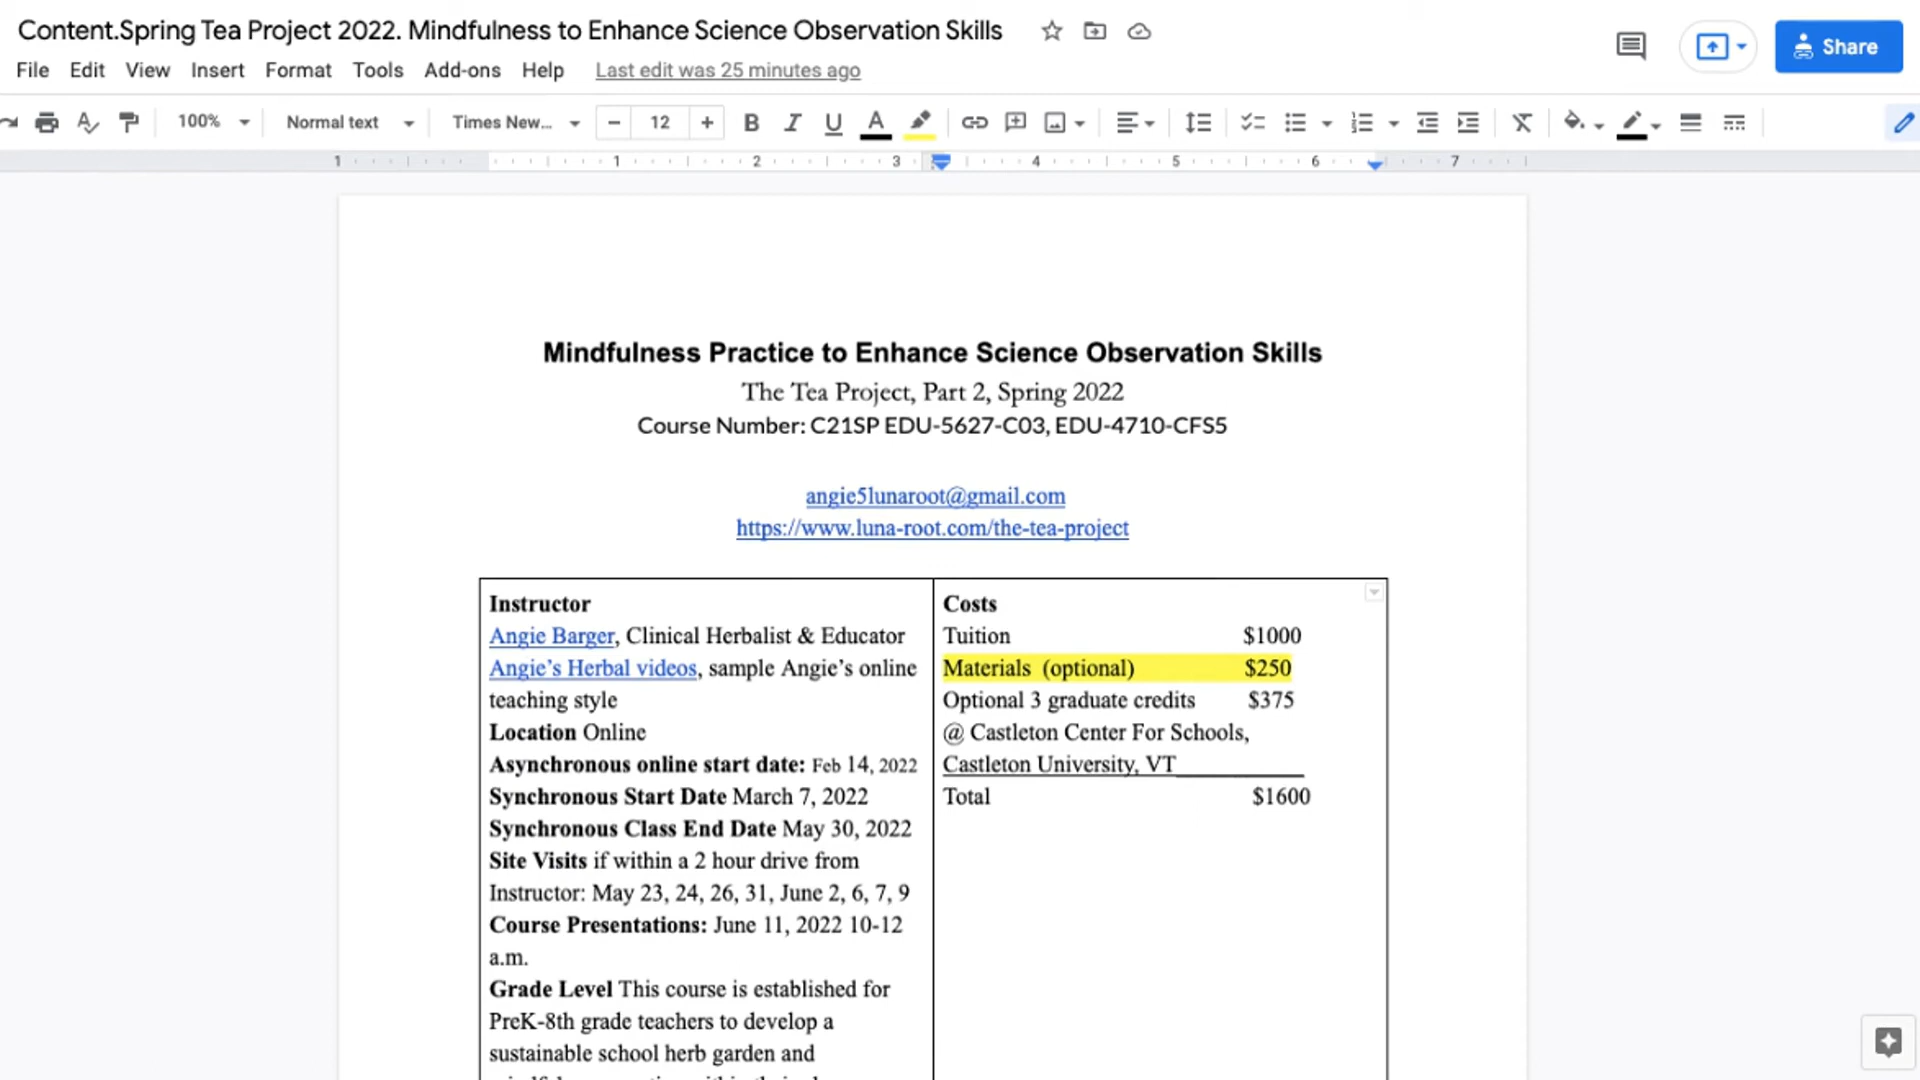 Content.Spring Tea Project 2022. Mindfulness to Enhance Science Observation Skills
Share
File Edit View Insert Format Tools Add-ons Help Last edit was 25 minutes ago
100% Normal text Times New... 12
1 1 2 3 4 5 6 7
Mindfulness Practice to Enhance Science Observation Skills
The Tea Project, Part 2, Spring 2022
Course Number: C21SP EDU-5627-C03, EDU-4710-CFS5
angie5lunaroot@gmail.com
https://www.luna-root.com/the-tea-project
Instructor
Angie Barger, Clinical Herbalist & Educator
Angie's Herbal videos, sample Angie's online
teaching style
Location Online
Asynchronous online start date: Feb 14, 2022
Synchronous Start Date March 7, 2022
Synchronous Class End Date May 30, 2022
Site Visits if within a 2 hour drive from
Instructor: May 23, 24, 26, 31, June 2, 6, 7, 9
Course Presentations: June 11, 2022 10-12
a.m.
Grade Level This course is established for
PreK-8th grade teachers to develop a
sustainable school herb garden and
Costs
Tuition $1000
Materials (optional) $250
Optional 3 graduate credits $375
@ Castleton Center For Schools,
Castleton University, VT
Total $1600